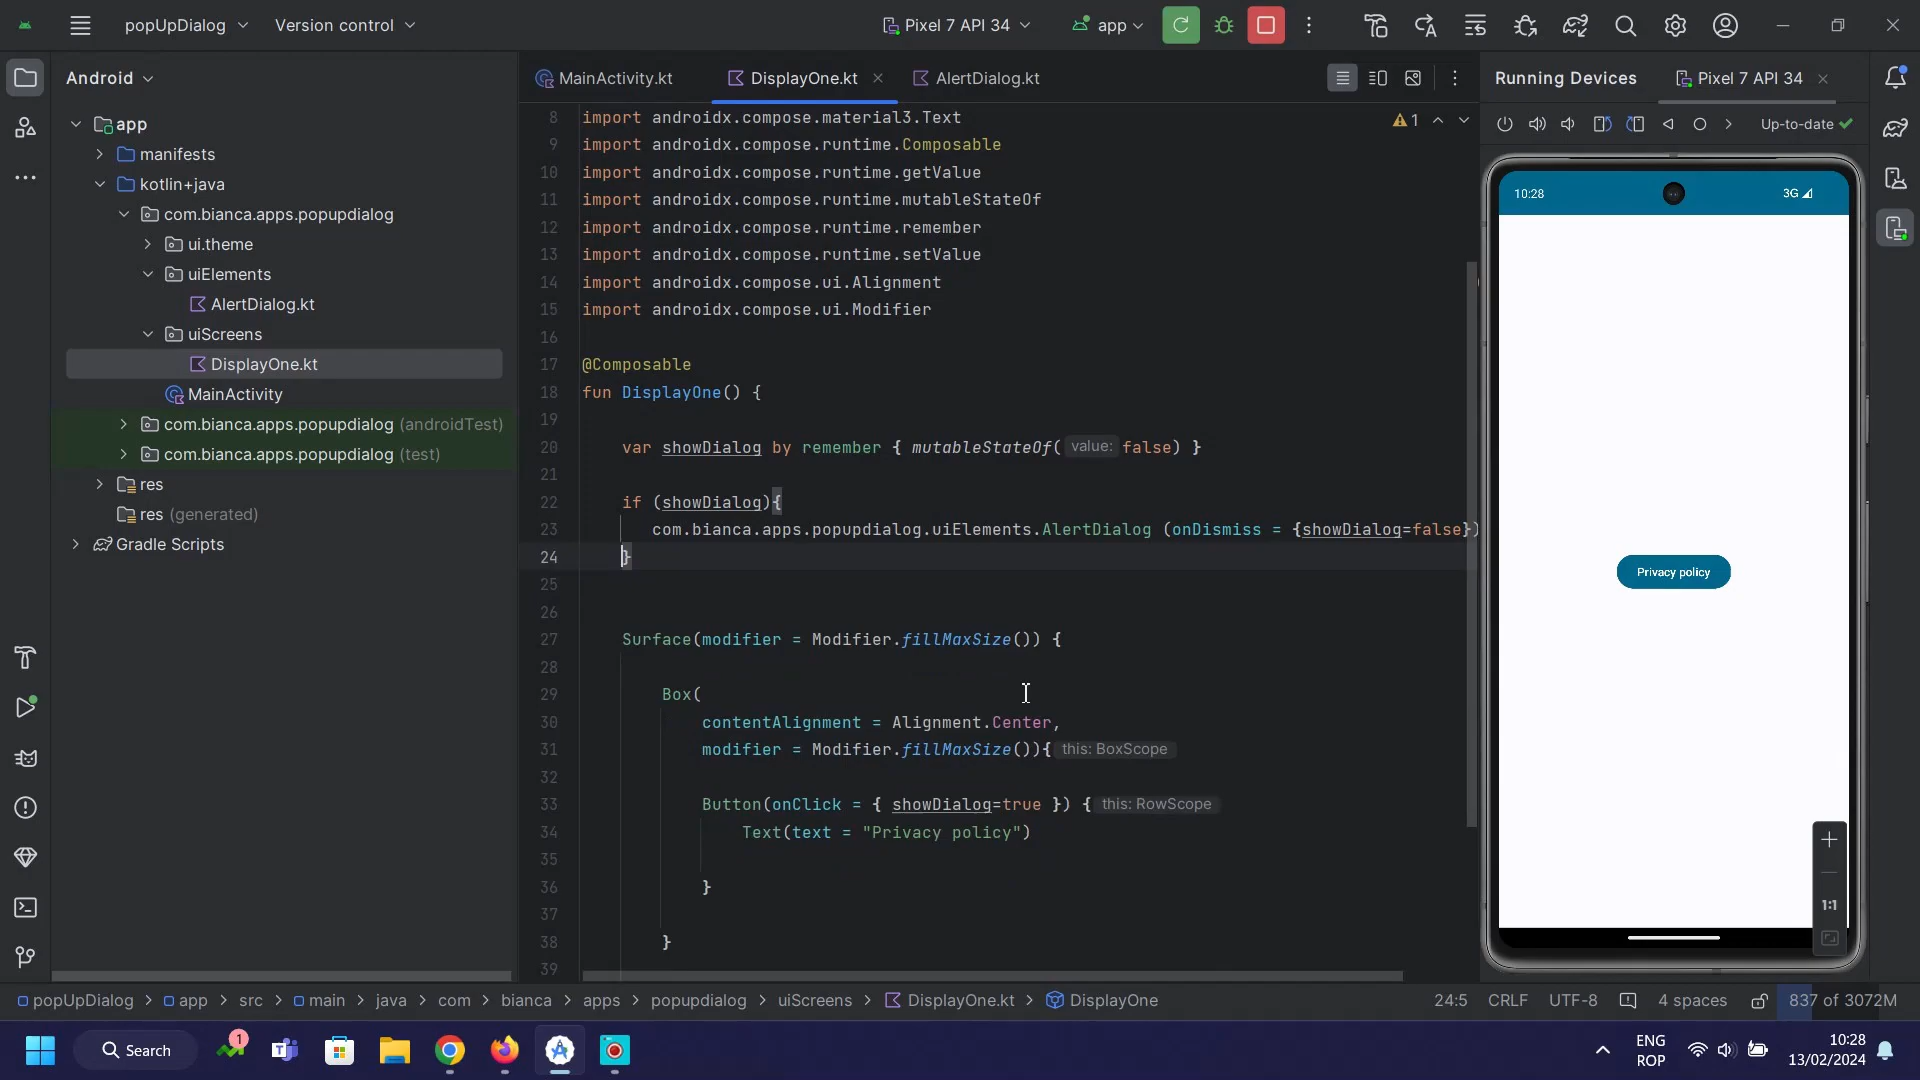 popUpDialog
Version control
Pixel 7 API 34
app
Android
MainActivity.kt
DisplayOne.kt
AlertDialog.kt
Running Devices
Pixel 7 API 34
app
manifests
kotlin+java
com.bianca.apps.popupdialog
ui.theme
uiElements
AlertDialog.kt
uiScreens
DisplayOne.kt
MainActivity
com.bianca.apps.popupdialog (androidTest)
com.bianca.apps.popupdialog (test)
res
res (generated)
Gradle Scripts
1
8 import androidx.compose.material3.Text
9 import androidx.compose.runtime.Composable
10 import androidx.compose.runtime.getValue
11 import androidx.compose.runtime.mutableStateOf
12 import androidx.compose.runtime.remember
13 import androidx.compose.runtime.setValue
14 import androidx.compose.ui.Alignment
15 import androidx.compose.ui.Modifier
16
17 @Composable
18 fun DisplayOne() {
19
20 var showDialog by remember { mutableStateOf( value: false) }
21
22 if (showDialog){
23 com.bianca.apps.popupdialog.uiElements.AlertDialog (onDismiss = {showDialog=false})
24 }
25
26
27 Surface(modifier = Modifier.fillMaxSize()) {
28
29 Box(
30 contentAlignment = Alignment.Center,
31 modifier = Modifier.fillMaxSize()){ this: BoxScope
32
33 Button(onClick = { showDialog=true }) { this: RowScope
34 Text(text = "Privacy policy")
35
36 }
37
38 }
39
Up-to-date
10:28
3G
Privacy policy
1:1
popUpDialog > app > src > main > java > com > bianca > apps > popupdialog > uiScreens > DisplayOne.kt > DisplayOne
24:5 CRLF UTF-8 4 spaces 837 of 3072M
1
Search
ENG
ROP
10:28
13/02/2024